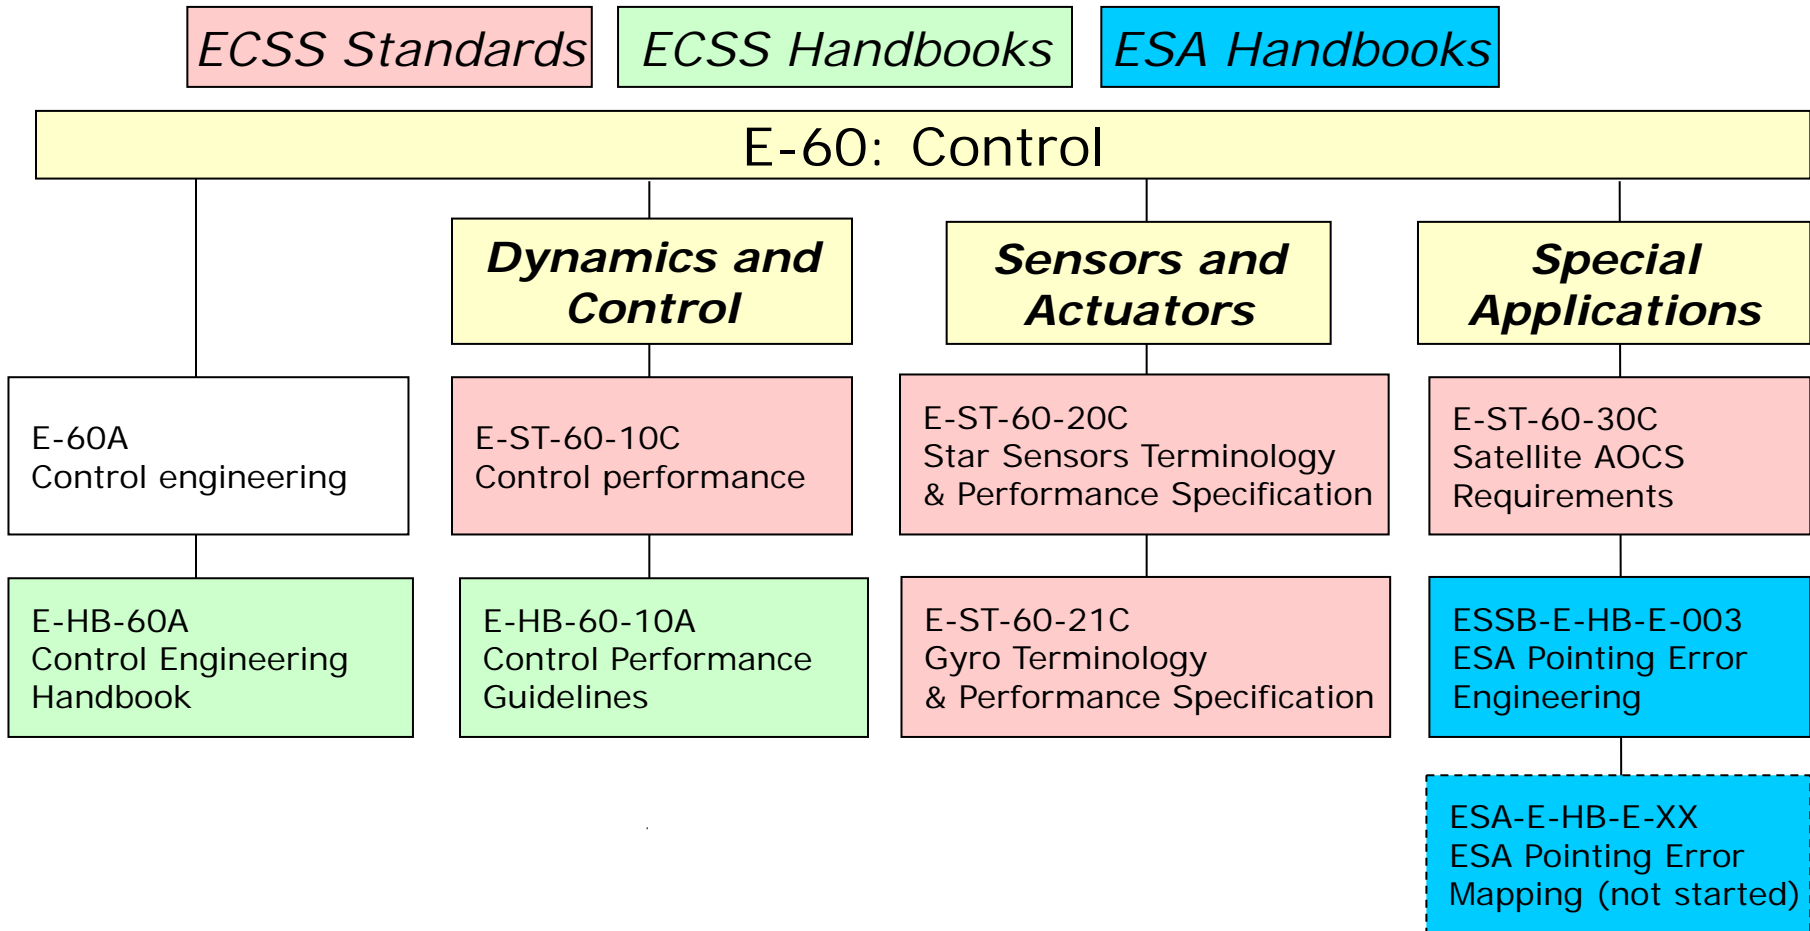 ECSS Standards
ECSS Handbooks
ESA Handbooks
E-60: Control
Dynamics and
Control
Sensors and
Actuators
Special
Applications
E-60A
Control engineering
E-ST-60-10C
Control performance
E-ST-60-20C
Star Sensors Terminology
& Performance Specification
E-ST-60-30C
Satellite AOCS
Requirements
E-HB-60A
Control Engineering
Handbook
E-HB-60-10A
Control Performance
Guidelines
E-ST-60-21C
Gyro Terminology
& Performance Specification
ESSB-E-HB-E-003
ESA Pointing Error
Engineering
ESA-E-HB-E-XX
ESA Pointing Error
Mapping (not started)